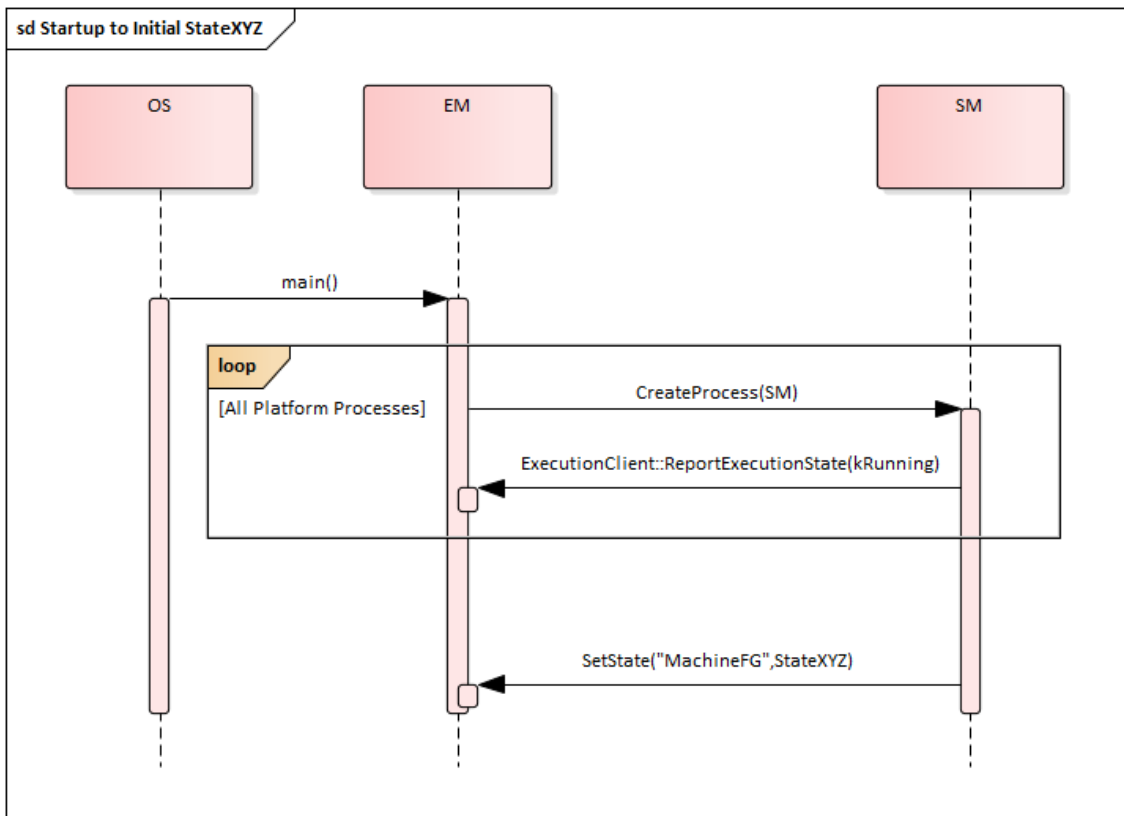 sd Startup to Initial StateXYZ
OS
EM
SM
main()
loop
[All Platform Processes]
CreateProcess(SM)
ExecutionClient::ReportExecutionState(kRunning)
SetState("MachineFG",StateXYZ)